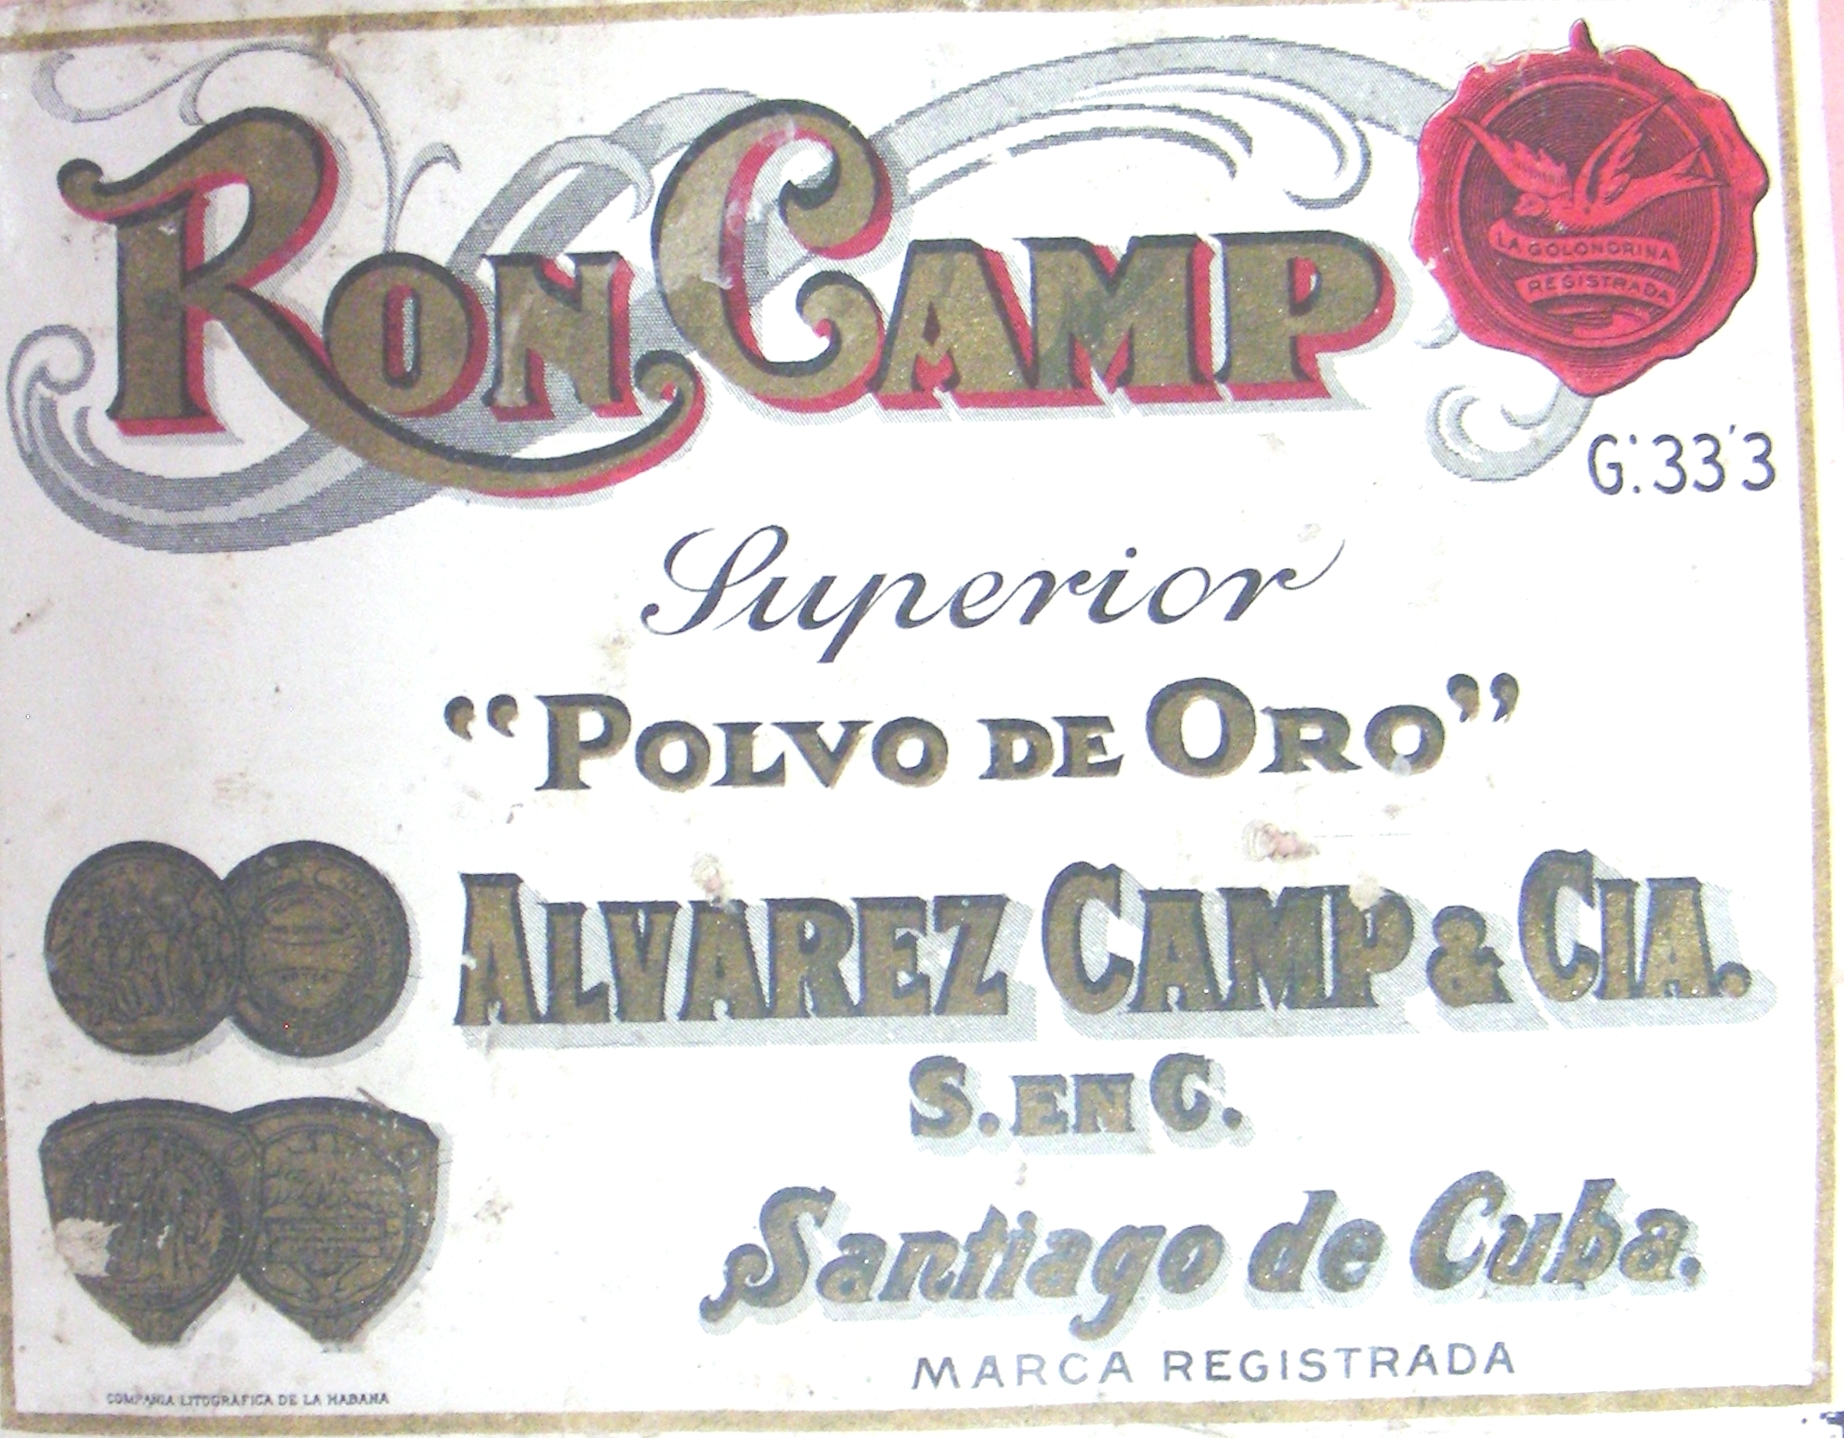 RON CAMP
LA GOLONDRINA
REGISTRADA
G: 33'3
Superior
“POLVO DE ORO”
ALVAREZ CAMP & CIA.
S. EN C.
Santiago de Cuba.
MARCA REGISTRADA
COMPAÑIA LITOGRAFICA DE LA HABANA